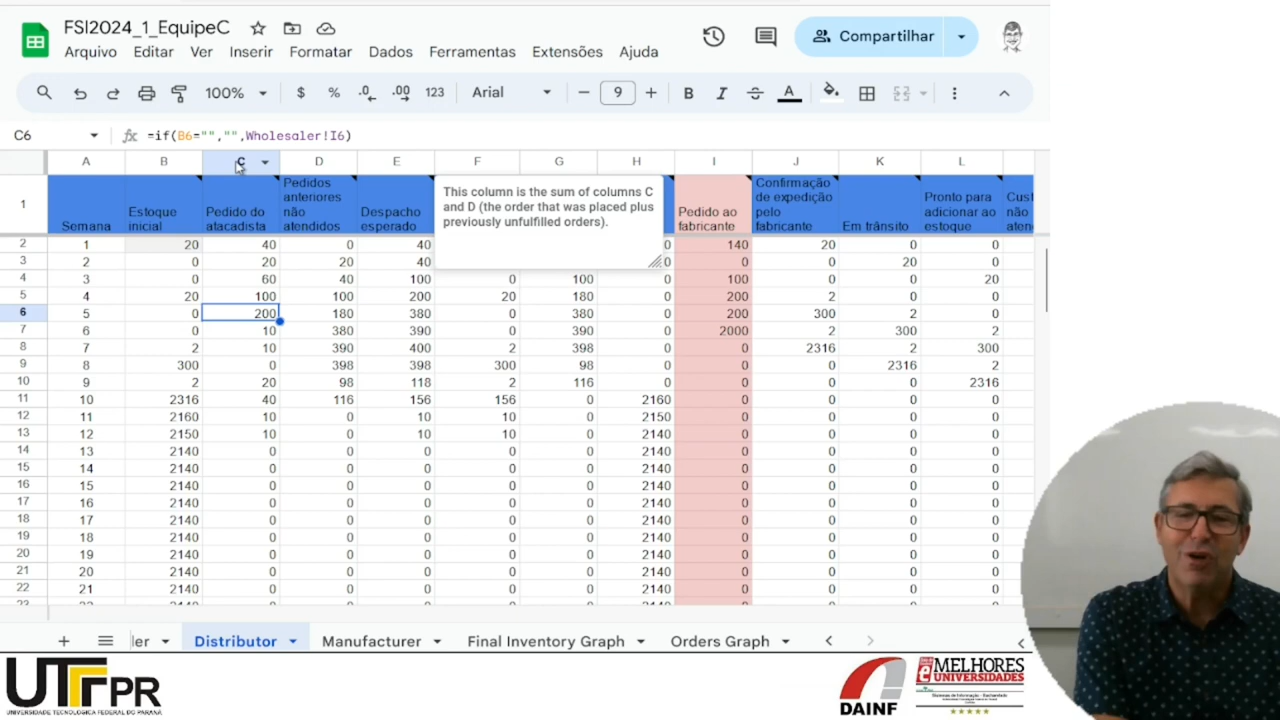 FSI2024_1_EquipeC
Arquivo Editar Ver Inserir Formatar Dados Ferramentas Extensões Ajuda
Compartilhar
100% $ % .0 .00 123 Arial 9 B I A
C6 =if(B6="","",Wholesaler!I6)
A B C D E F G H I J K L
1 Semana Estoque inicial Pedido do atacadista Pedidos anteriores não atendidos Despacho esperado Pedido ao fabricante Confirmação de expedição pelo fabricante Em trânsito Pronto para adicionar ao estoque Cust não aten
This column is the sum of columns C
and D (the order that was placed plus
previously unfulfilled orders).
2 1 20 40 0 40 0 140 20 0 0
3 2 0 20 20 40 0 0 0 20 0
4 3 0 60 40 100 0 100 0 100 0 0 20
5 4 20 100 100 200 20 180 0 200 2 0 0
6 5 0 200 180 380 0 380 0 200 300 2 0
7 6 0 10 380 390 0 390 0 2000 0 300 2
8 7 2 10 390 400 2 398 0 0 2316 0 300
9 8 300 0 398 398 300 98 0 0 0 2316 2
10 9 2 20 98 118 2 116 0 0 0 0 2316
11 10 2316 40 116 156 156 0 2160 0 0 0 0
12 11 2160 10 0 10 10 0 2150 0 0 0 0
13 12 2150 10 0 10 10 0 2140 0 0 0 0
14 13 2140 0 0 0 0 0 2140 0 0 0 0
15 14 2140 0 0 0 0 0 2140 0 0 0 0
16 15 2140 0 0 0 0 0 2140 0 0 0 0
17 16 2140 0 0 0 0 0 2140 0 0 0 0
18 17 2140 0 0 0 0 0 2140 0 0 0 0
19 18 2140 0 0 0 0 0 2140 0 0 0 0
20 19 2140 0 0 0 0 0 2140 0 0 0 0
21 20 2140 0 0 0 0 0 2140 0 0 0 0
22 21 2140 0 0 0 0 0 2140 0 0 0 0
ler Distributor Manufacturer Final Inventory Graph Orders Graph
UTFPR
UNIVERSIDADE TECNOLÓGICA FEDERAL DO PARANÁ
DAINF
MELHORES
UNIVERSIDADES
Sistemas de Informação - Bacharelado